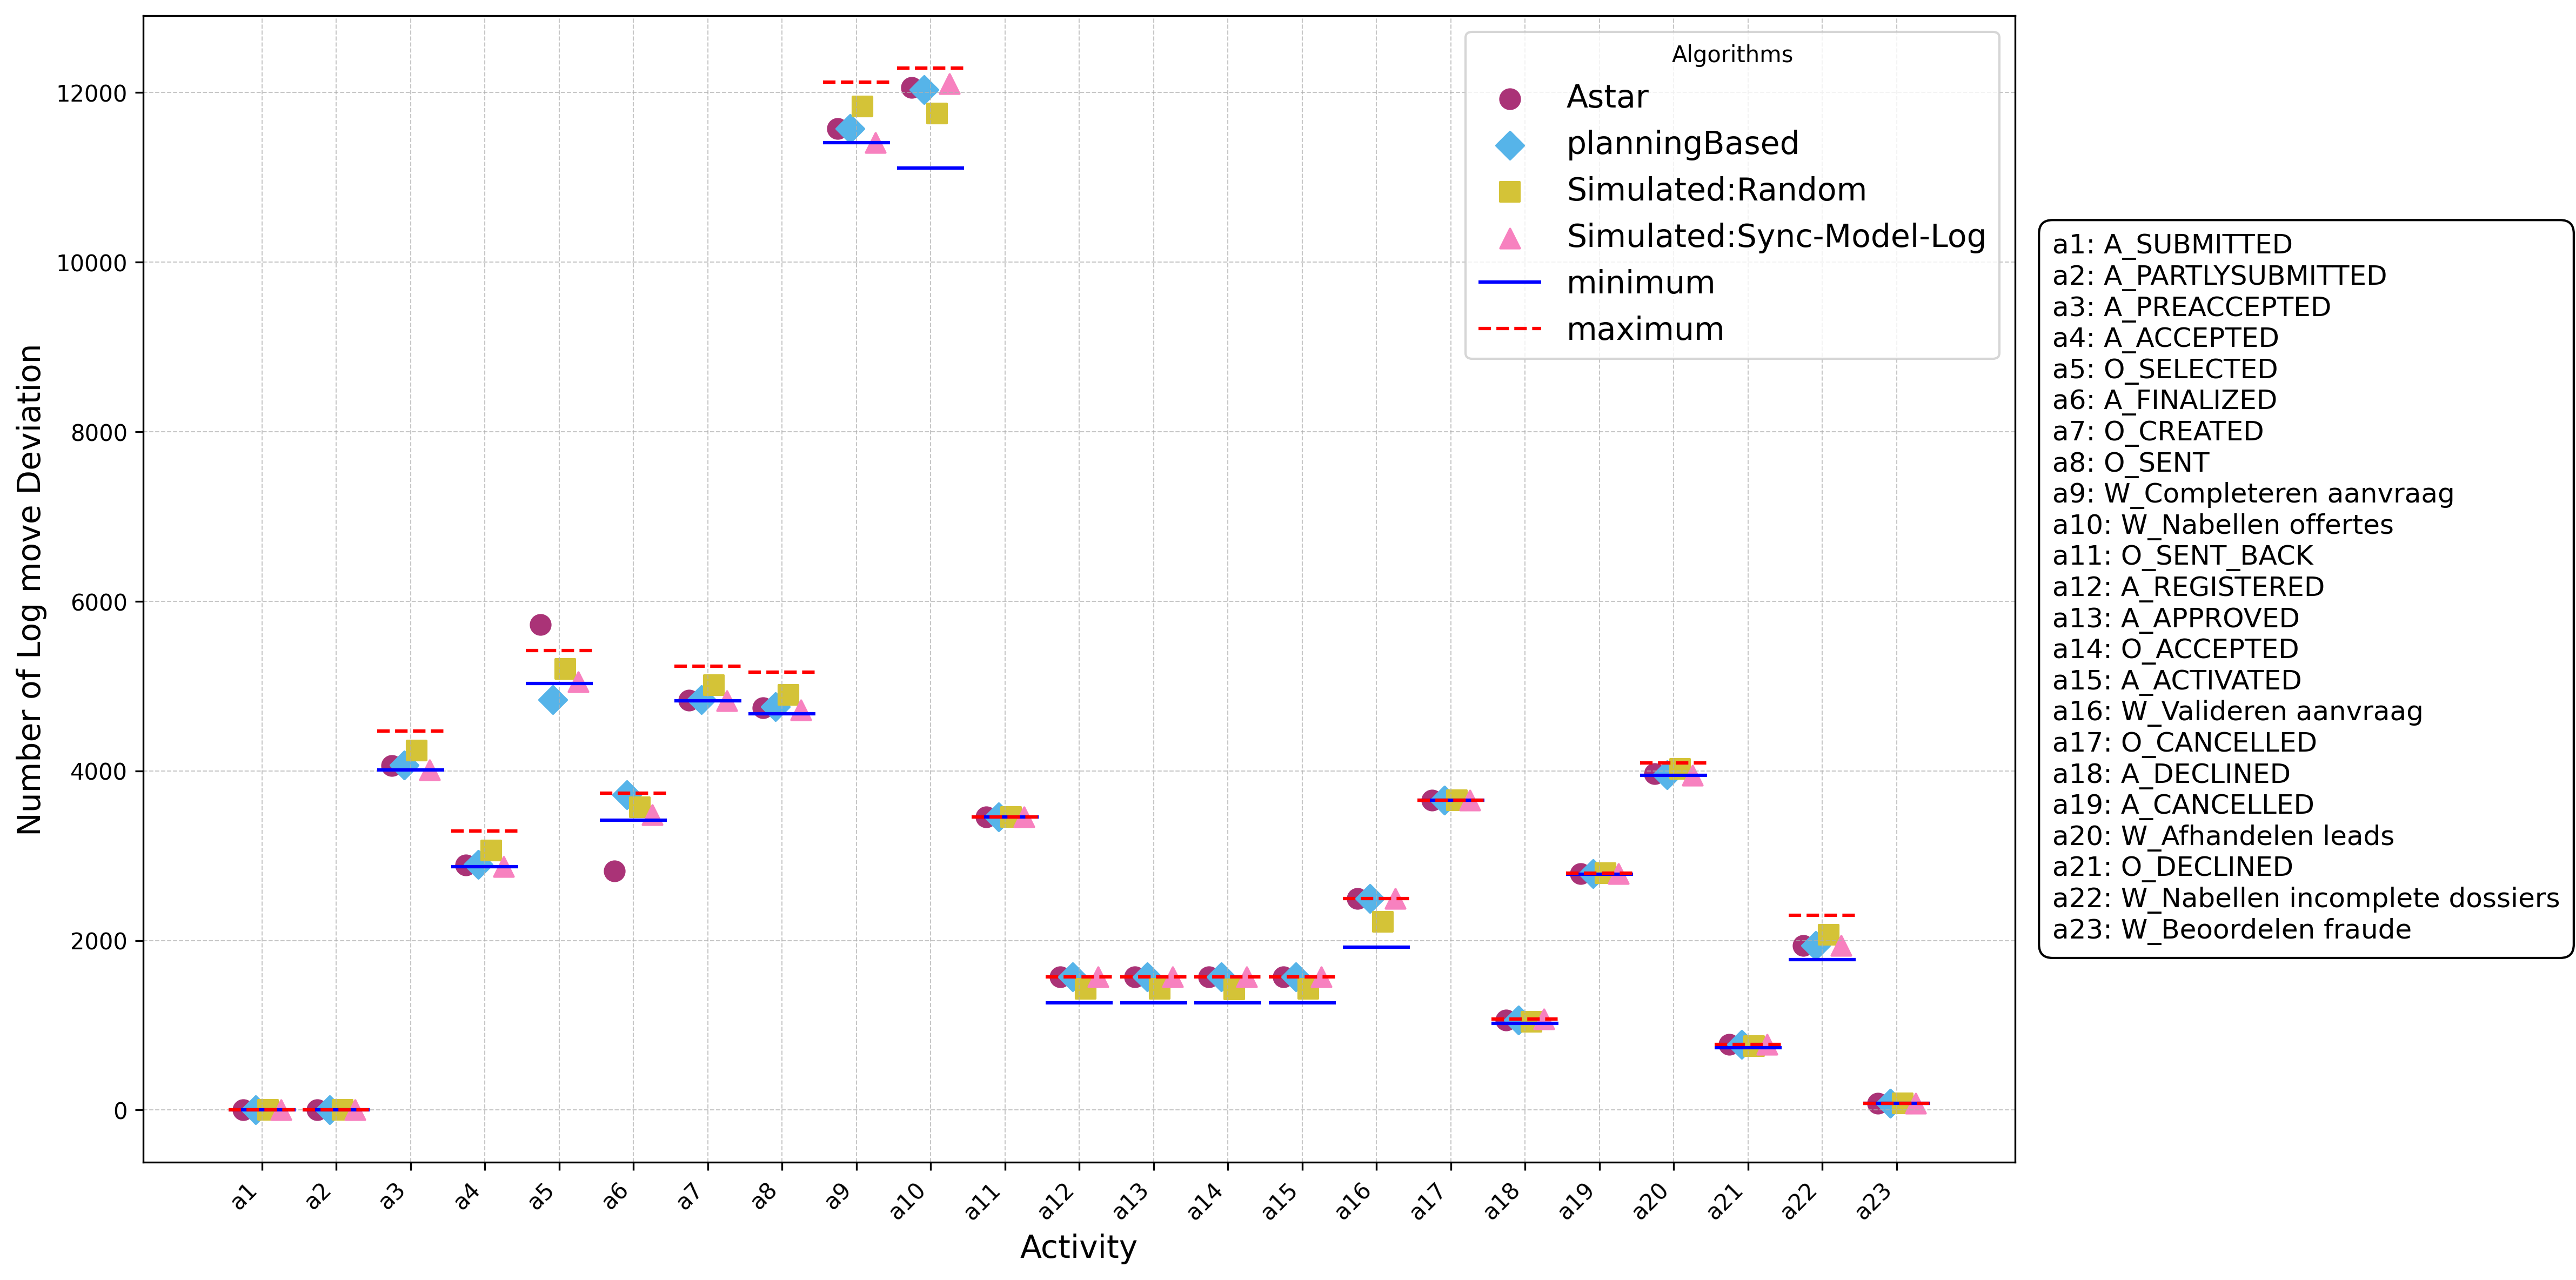 Number of Log move Deviation
12000
10000
8000
6000
4000
2000
0
Algorithms
Astar
planningBased
Simulated:Random
Simulated:Sync-Model-Log
minimum
maximum
a1 a2 a3 a4 a5 a6 a7 a8 a9 a10 a11 a12 a13 a14 a15 a16 a17 a18 a19 a20 a21 a22 a23
Activity
a1: A_SUBMITTED
a2: A_PARTLYSUBMITTED
a3: A_PREACCEPTED
a4: A_ACCEPTED
a5: O_SELECTED
a6: A_FINALIZED
a7: O_CREATED
a8: O_SENT
a9: W_Completeren aanvraag
a10: W_Nabellen offertes
a11: O_SENT_BACK
a12: A_REGISTERED
a13: A_APPROVED
a14: O_ACCEPTED
a15: A_ACTIVATED
a16: W_Valideren aanvraag
a17: O_CANCELLED
a18: A_DECLINED
a19: A_CANCELLED
a20: W_Afhandelen leads
a21: O_DECLINED
a22: W_Nabellen incomplete dossiers
a23: W_Beoordelen fraude